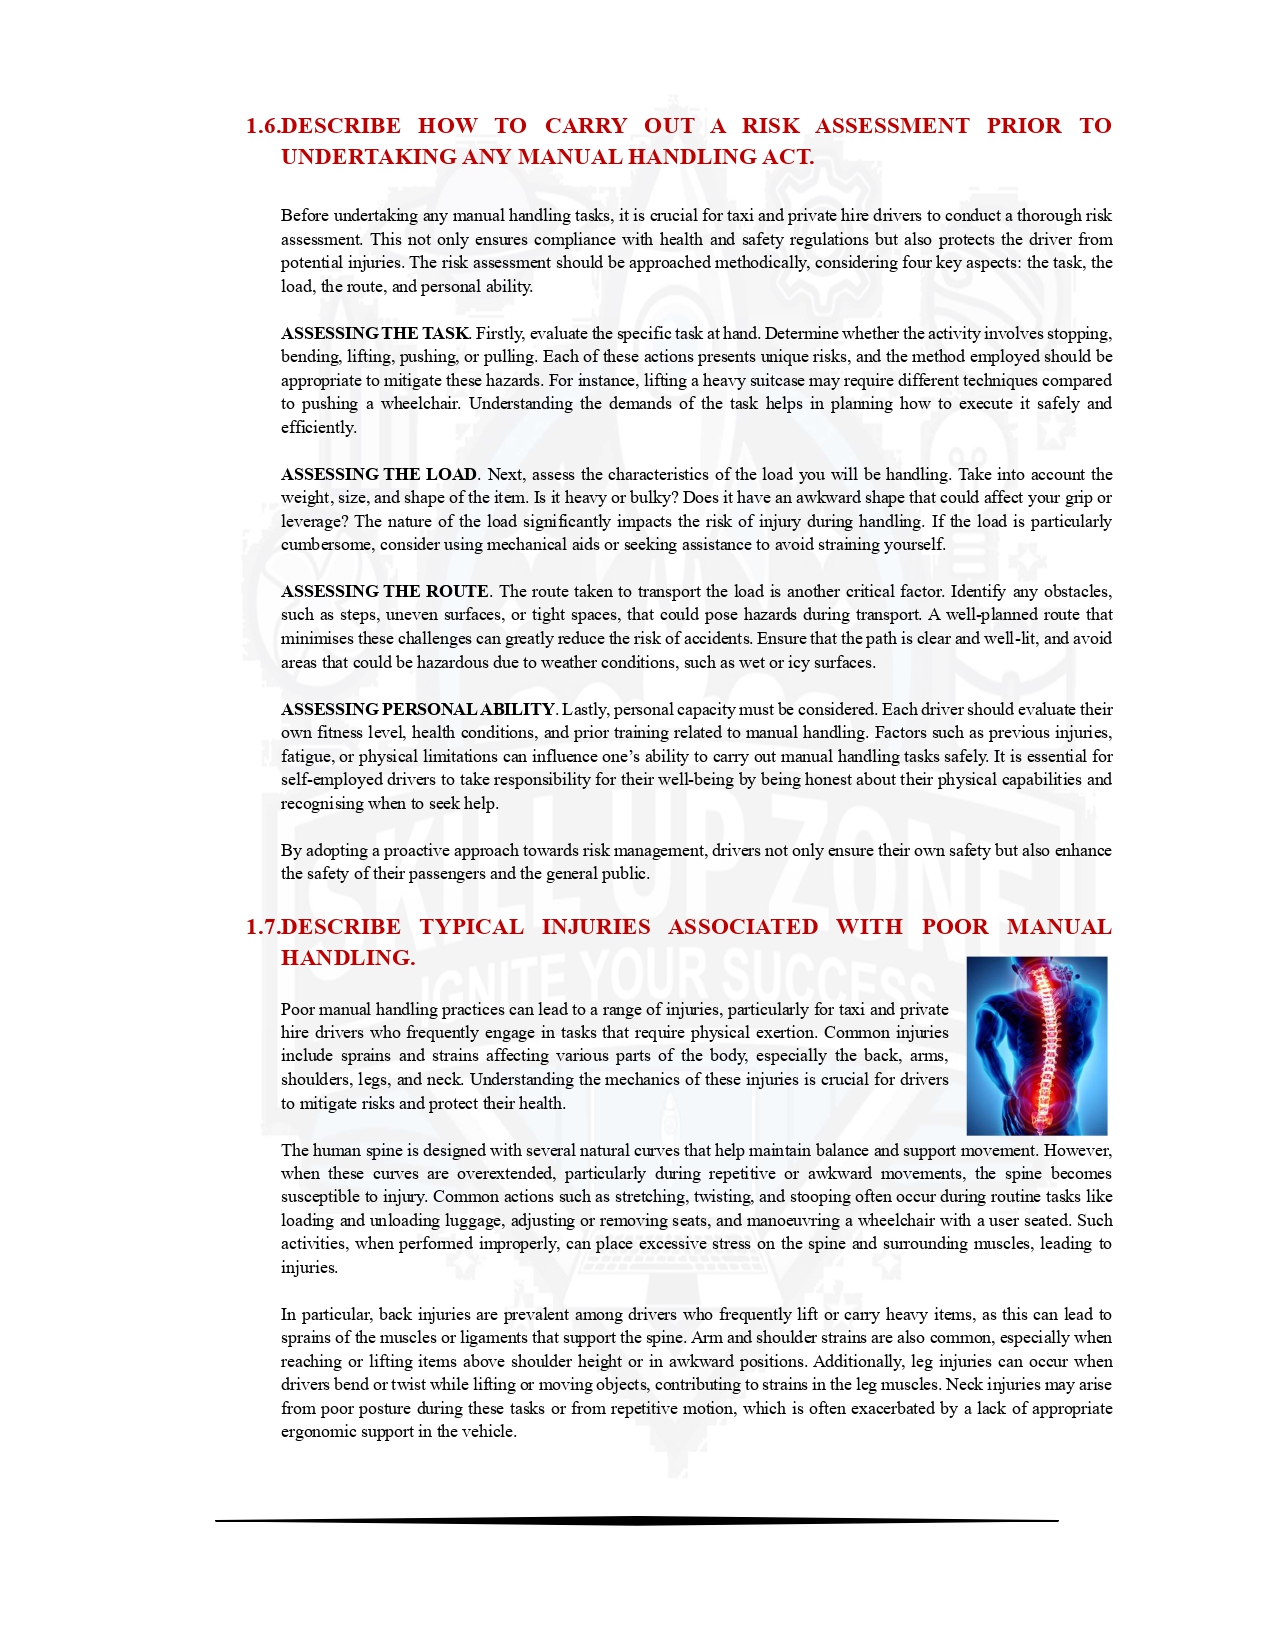 1.6.DESCRIBE HOW TO CARRY OUT A RISK ASSESSMENT PRIOR TO
UNDERTAKING ANY MANUAL HANDLING ACT.
Before undertaking any manual handling tasks, it is crucial for taxi and private hire drivers to conduct a thorough risk
assessment. This not only ensures compliance with health and safety regulations but also protects the driver from
potential injuries. The risk assessment should be approached methodically, considering four key aspects: the task, the
load, the route, and personal ability.
ASSESSING THE TASK. Firstly, evaluate the specific task at hand. Determine whether the activity involves stopping,
bending, lifting, pushing, or pulling. Each of these actions presents unique risks, and the method employed should be
appropriate to mitigate these hazards. For instance, lifting a heavy suitcase may require different techniques compared
to pushing a wheelchair. Understanding the demands of the task helps in planning how to execute it safely and
efficiently.
ASSESSING THE LOAD. Next, assess the characteristics of the load you will be handling. Take into account the
weight, size, and shape of the item. Is it heavy or bulky? Does it have an awkward shape that could affect your grip or
leverage? The nature of the load significantly impacts the risk of injury during handling. If the load is particularly
cumbersome, consider using mechanical aids or seeking assistance to avoid straining yourself.
ASSESSING THE ROUTE. The route taken to transport the load is another critical factor. Identify any obstacles,
such as steps, uneven surfaces, or tight spaces, that could pose hazards during transport. A well-planned route that
minimises these challenges can greatly reduce the risk of accidents. Ensure that the path is clear and well-lit, and avoid
areas that could be hazardous due to weather conditions, such as wet or icy surfaces.
ASSESSING PERSONAL ABILITY. Lastly, personal capacity must be considered. Each driver should evaluate their
own fitness level, health conditions, and prior training related to manual handling. Factors such as previous injuries,
fatigue, or physical limitations can influence one’s ability to carry out manual handling tasks safely. It is essential for
self-employed drivers to take responsibility for their well-being by being honest about their physical capabilities and
recognising when to seek help.
By adopting a proactive approach towards risk management, drivers not only ensure their own safety but also enhance
the safety of their passengers and the general public.
SKILL UP ZONE
IGNITE YOUR SUCCESS
1.7.DESCRIBE TYPICAL INJURIES ASSOCIATED WITH POOR MANUAL
HANDLING.
Poor manual handling practices can lead to a range of injuries, particularly for taxi and private
hire drivers who frequently engage in tasks that require physical exertion. Common injuries
include sprains and strains affecting various parts of the body, especially the back, arms,
shoulders, legs, and neck. Understanding the mechanics of these injuries is crucial for drivers
to mitigate risks and protect their health.
The human spine is designed with several natural curves that help maintain balance and support movement. However,
when these curves are overextended, particularly during repetitive or awkward movements, the spine becomes
susceptible to injury. Common actions such as stretching, twisting, and stooping often occur during routine tasks like
loading and unloading luggage, adjusting or removing seats, and manoeuvring a wheelchair with a user seated. Such
activities, when performed improperly, can place excessive stress on the spine and surrounding muscles, leading to
injuries.
In particular, back injuries are prevalent among drivers who frequently lift or carry heavy items, as this can lead to
sprains of the muscles or ligaments that support the spine. Arm and shoulder strains are also common, especially when
reaching or lifting items above shoulder height or in awkward positions. Additionally, leg injuries can occur when
drivers bend or twist while lifting or moving objects, contributing to strains in the leg muscles. Neck injuries may arise
from poor posture during these tasks or from repetitive motion, which is often exacerbated by a lack of appropriate
ergonomic support in the vehicle.